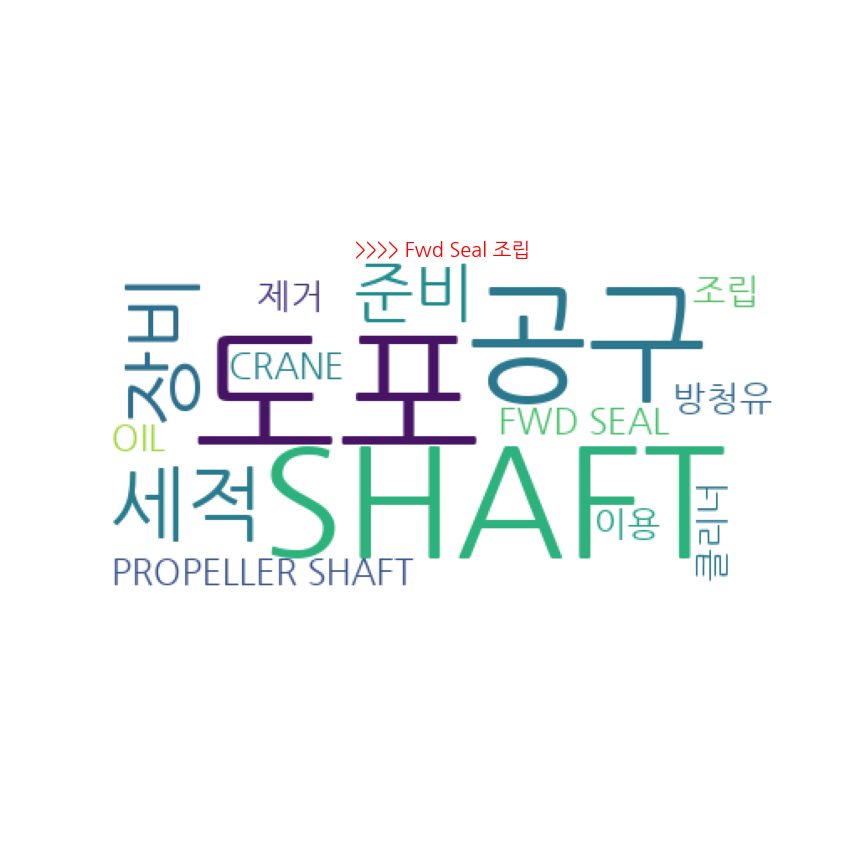 >>>> Fwd Seal 조립
장비
제거
준비
공구
조립
도포
CRANE
방청유
OIL
FWD SEAL
세척
SHAFT
이용
클리너
PROPELLER SHAFT